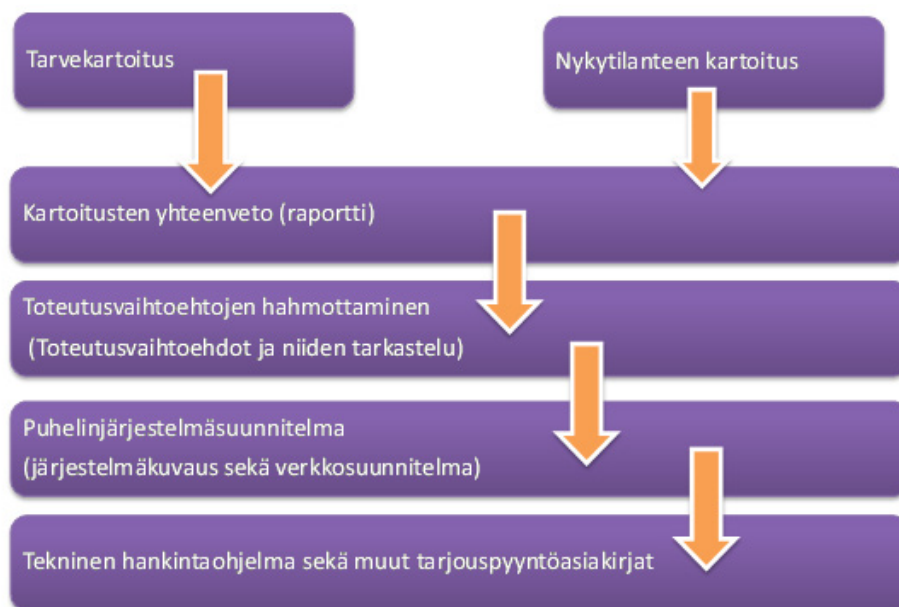 Tarvekartoitus
Nykytilanteen kartoitus
Kartoitusten yhteenveto (raportti)
Toteutusvaihtoehtojen hahmottaminen
(Toteutusvaihtoehdot ja niiden tarkastelu)
Puhelinjärjestelmäsuunnitelma
(järjestelmäkuvaus sekä verkkosuunnitelma)
Tekninen hankintaohjelma sekä muut tarjouspyyntöasiakirjat